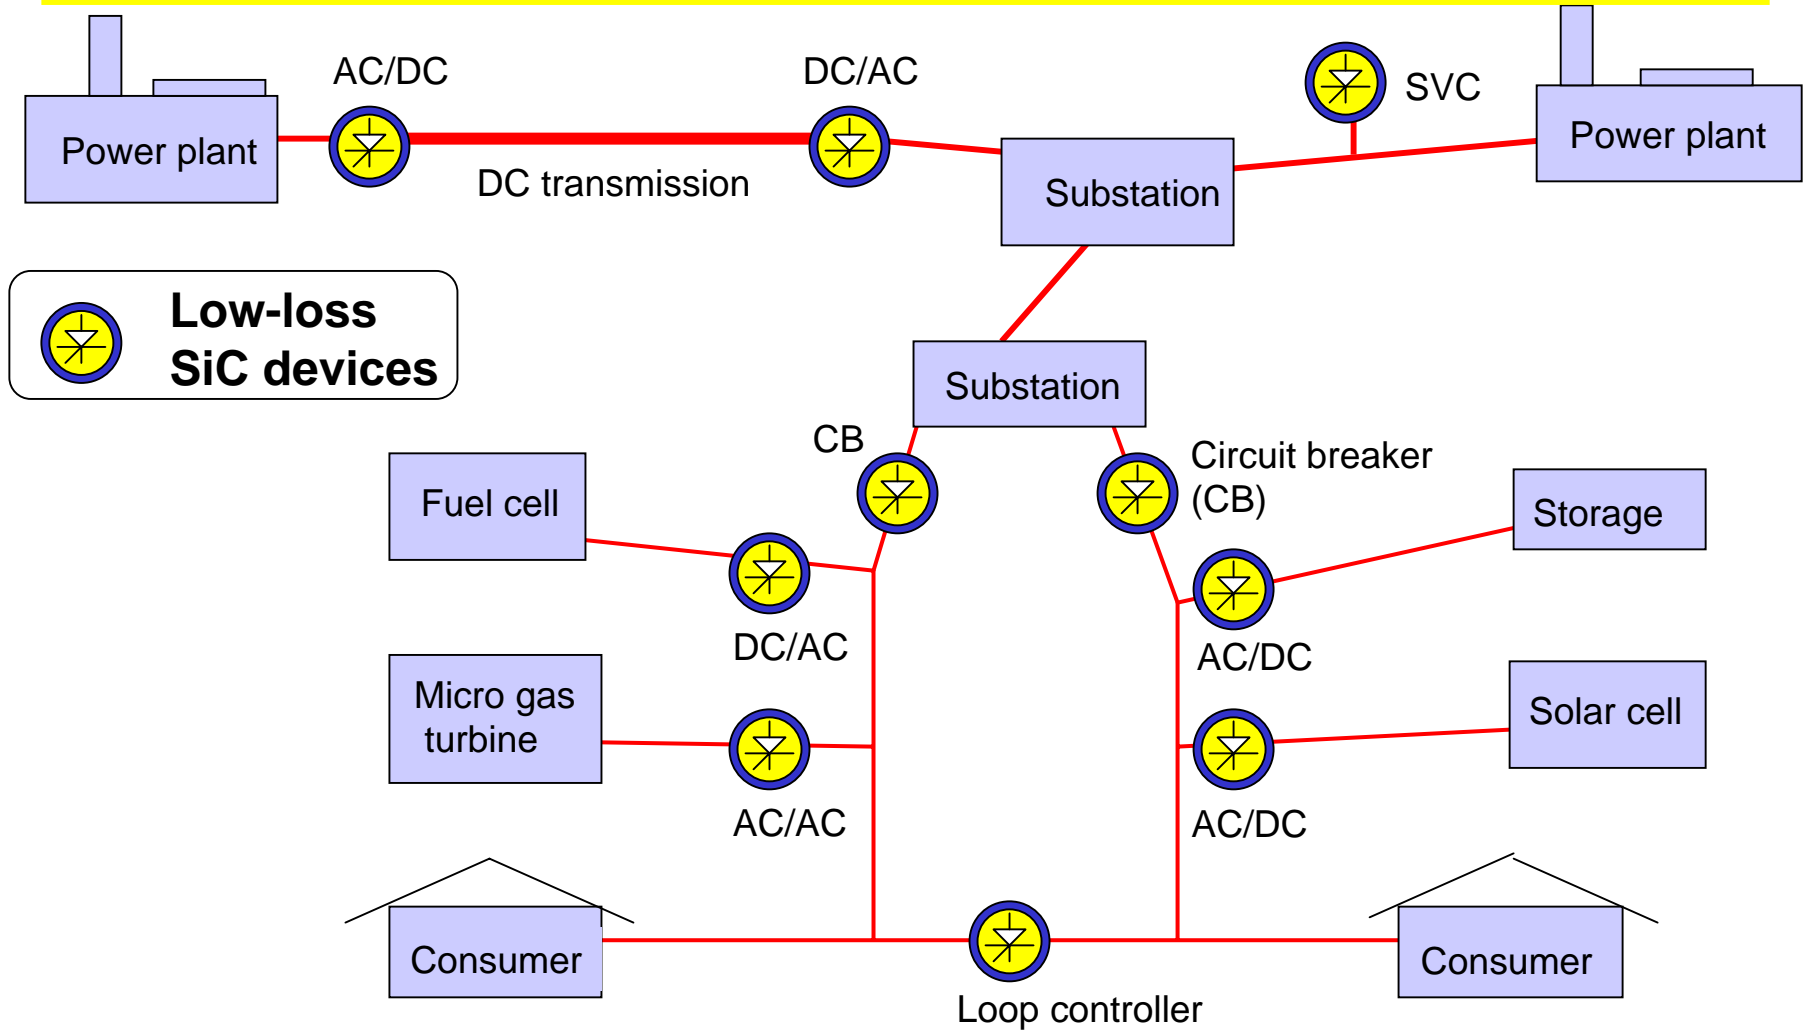 AC/DC
DC/AC
SVC
Power plant
Power plant
DC transmission
Substation
Low-loss
SiC devices
Substation
CB
Circuit breaker
(CB)
Fuel cell
Storage
DC/AC
AC/DC
Micro gas
turbine
Solar cell
AC/AC
AC/DC
Consumer
Consumer
Loop controller